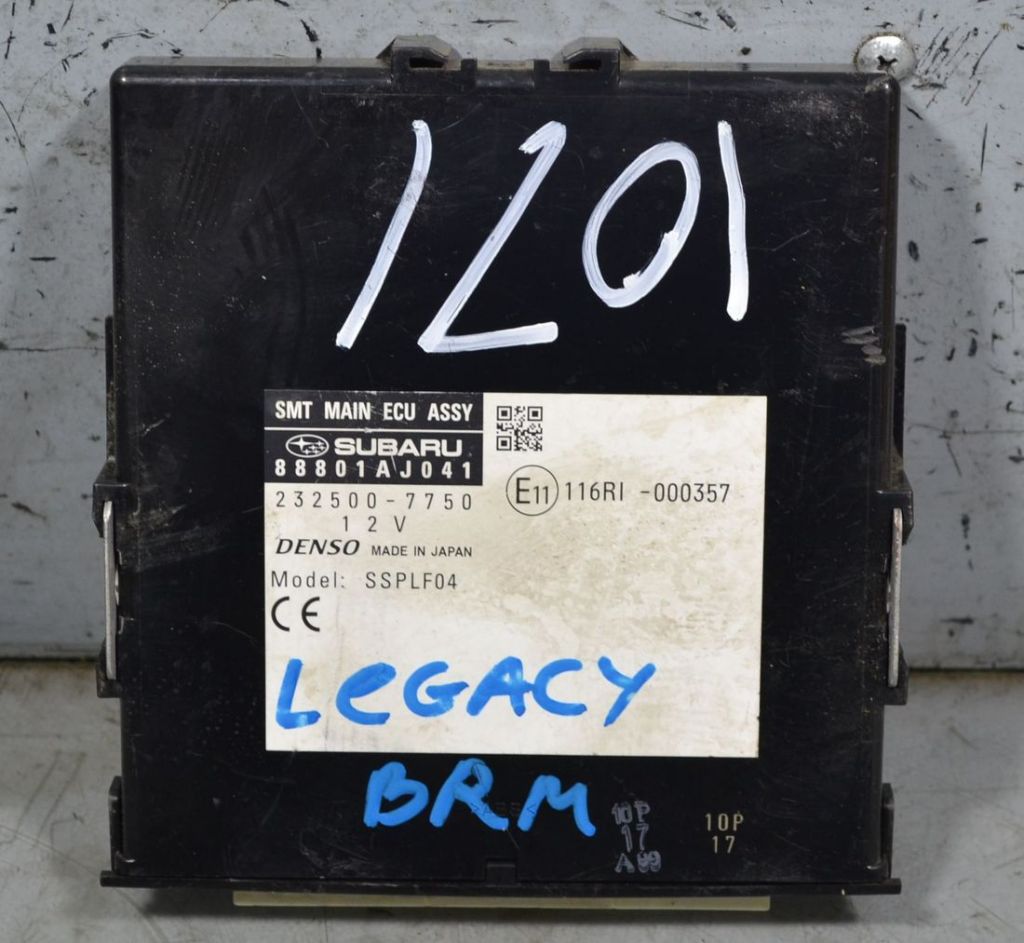 1201
SMT MAIN ECU ASSY
SUBARU
88801AJ041
232500-7750
12V
DENSO MADE IN JAPAN
Model: SSPLF04
CE
E11 116RI -000357
LeGACY
BRM
10P
17
A99
10P
17